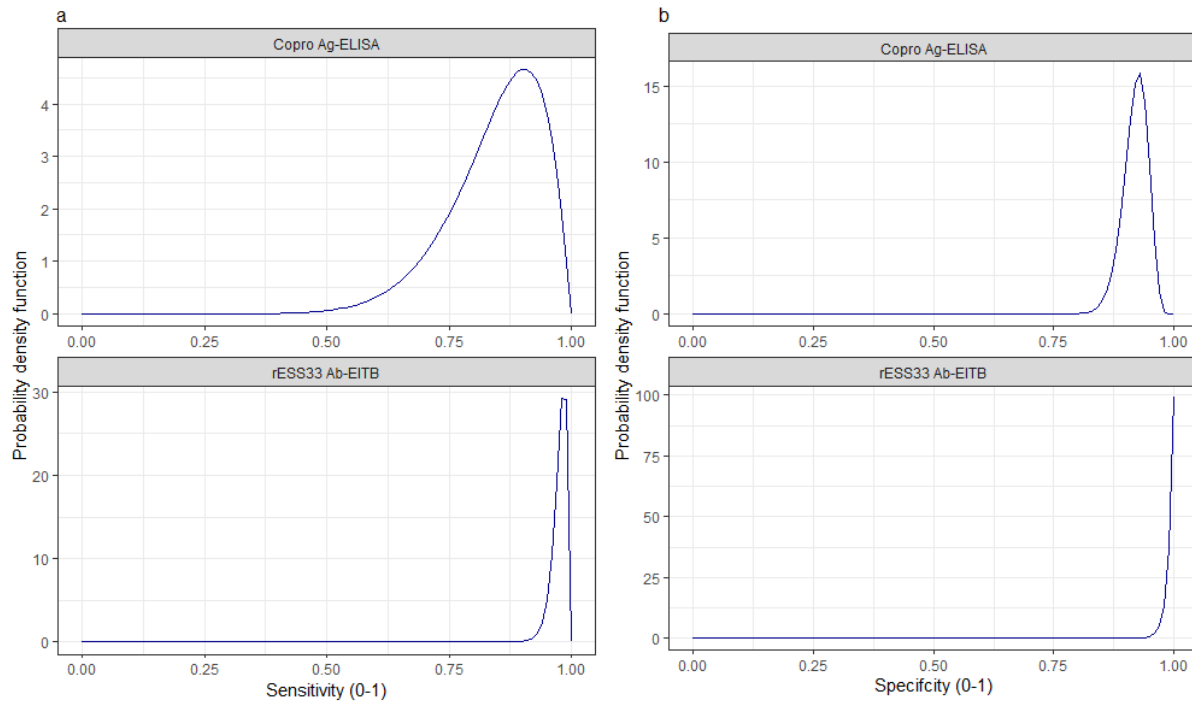 a
Copro Ag-ELISA
4
3
2
1
0
0.00 0.25 0.50 0.75 1.00
rESS33 Ab-EITB
30
20
10
0
0.00 0.25 0.50 0.75 1.00
Probability density function
Sensitivity (0-1)
b
Copro Ag-ELISA
15
10
5
0
0.00 0.25 0.50 0.75 1.00
rESS33 Ab-EITB
100
75
50
25
0
0.00 0.25 0.50 0.75 1.00
Probability density function
Specifcity (0-1)